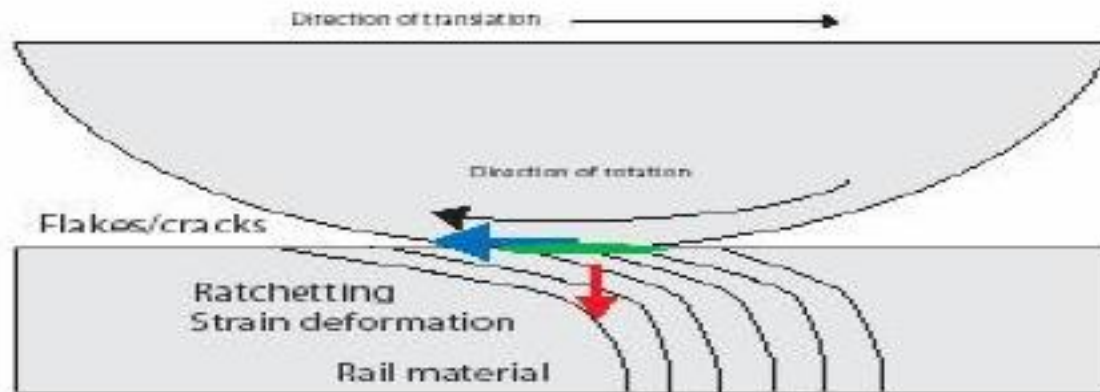 Direction of translation
Direction of rotation
Flakes/cracks
Ratchetting
Strain deformation
Rail material